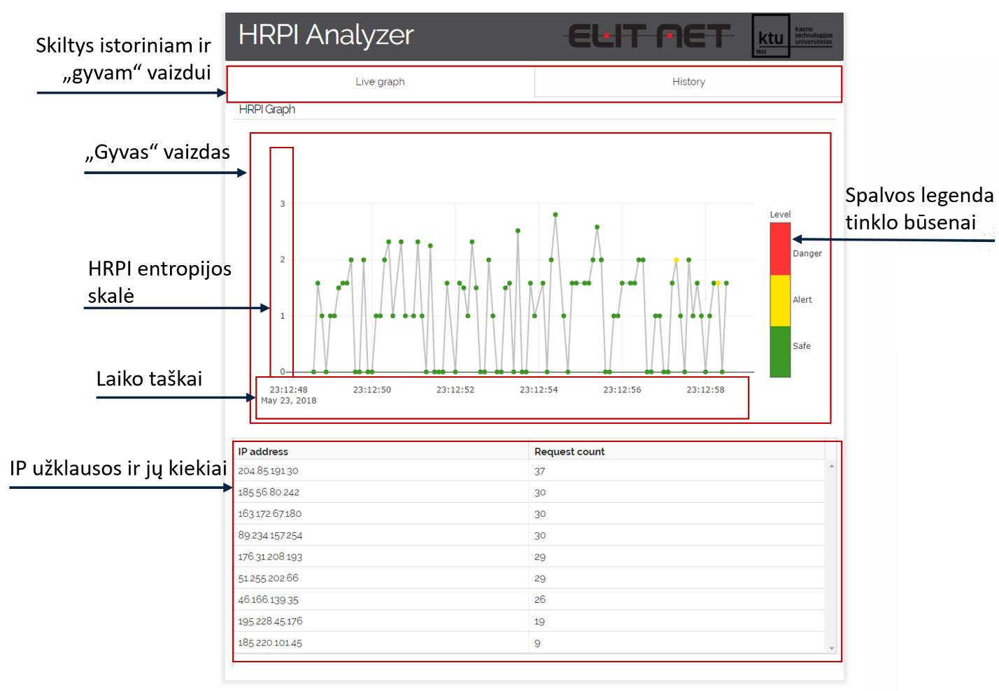 HRPI Analyzer
ELIT NET
ktu
1922
kauno
technologijos
universitetas
Skiltys istoriniam ir
„gyvam“ vaizdui
Live graph
History
HRPI Graph
„Gyvas“ vaizdas
HRPI entropijos
skalė
Laiko taškai
3
2
1
0
23:12:48
May 23, 2018
23:12:50
23:12:52
23:12:54
23:12:56
23:12:58
Level
Danger
Alert
Safe
Spalvos legenda
tinklo būsenai
IP užklausos ir jų kiekiai
IP address Request count
204.85.191.30 37
185.56.80.242 30
163.172.67.180 30
89.234.157.254 30
176.31.208.193 29
51.255.202.66 29
46.166.139.35 26
195.228.45.176 19
185.220.101.45 9